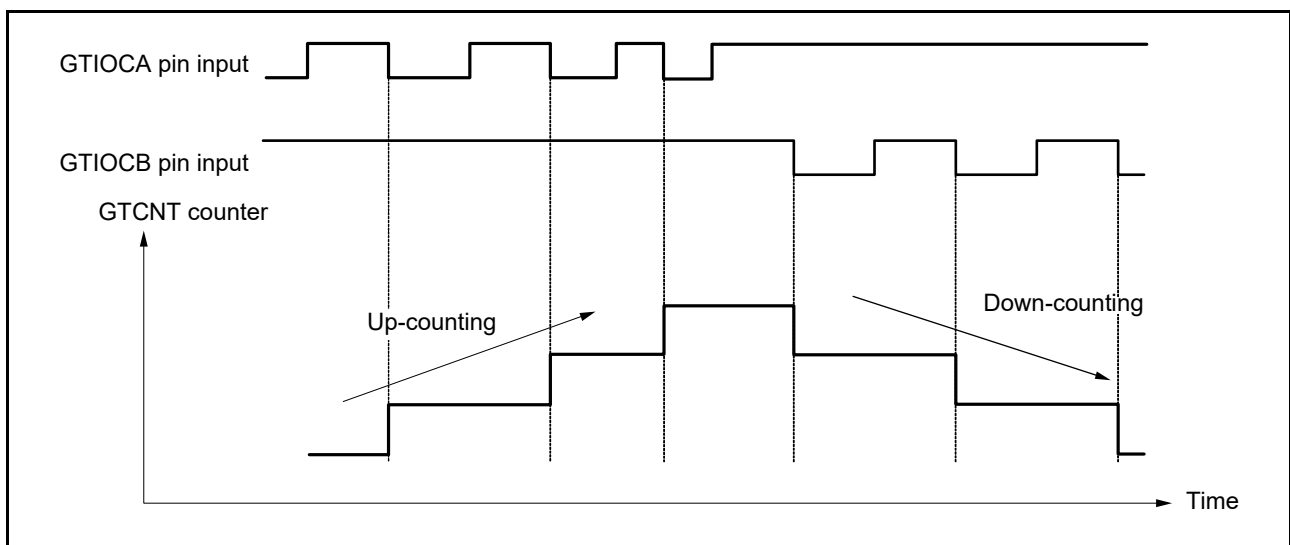 GTIOCA pin input
GTIOCB pin input
GTCNT counter
Up-counting
Down-counting
Time